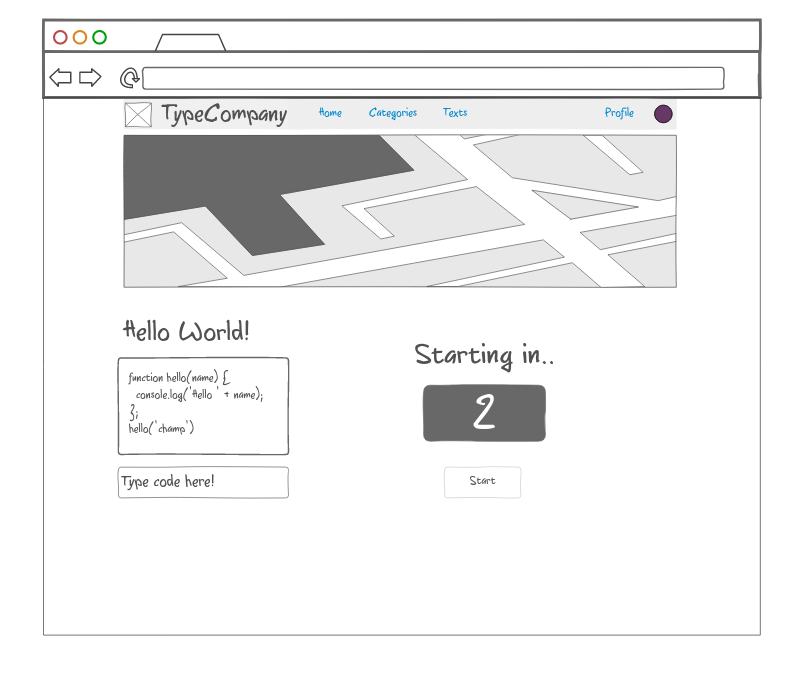 TypeCompany Home Categories Texts Profile
Hello World!
function hello(name) {
console.log('Hello ' + name);
};
hello('champ')
Type code here!
Starting in..
2
Start